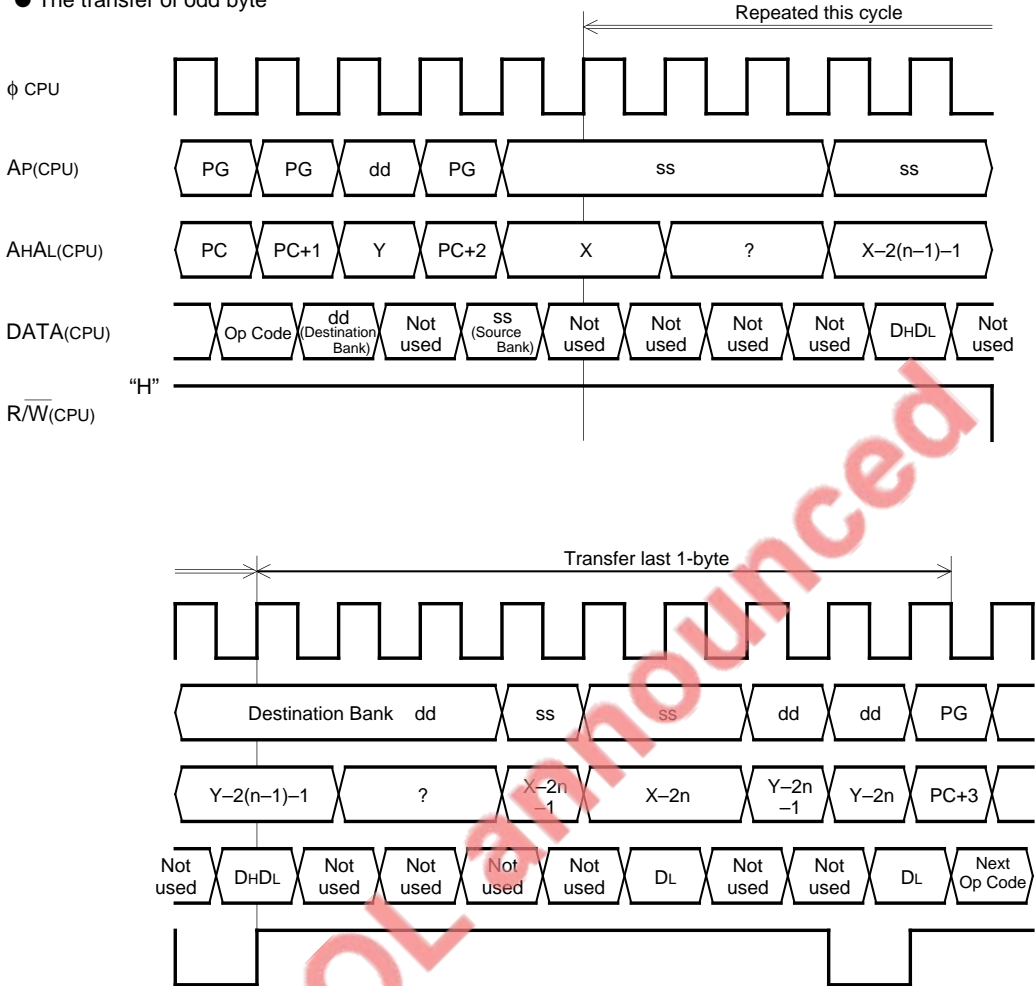 ● The transfer of odd byte
Repeated this cycle
ϕ CPU
AP(CPU) PG PG dd PG ss ss
AHAL(CPU) PC PC+1 Y PC+2 X ? X–2(n–1)–1
DATA(CPU) Op Code dd (Destination Bank) Not used ss (Source Bank) Not used Not used Not used Not used DHDL Not used
“H”
R/W(CPU)
Transfer last 1-byte
Destination Bank dd ss ss dd dd PG
Y–2(n–1)–1 ? X–2n –1 X–2n Y–2n –1 Y–2n PC+3
Not used DHDL Not used Not used Not used Not used DL Not used Not used DL Next Op Code
OL announced